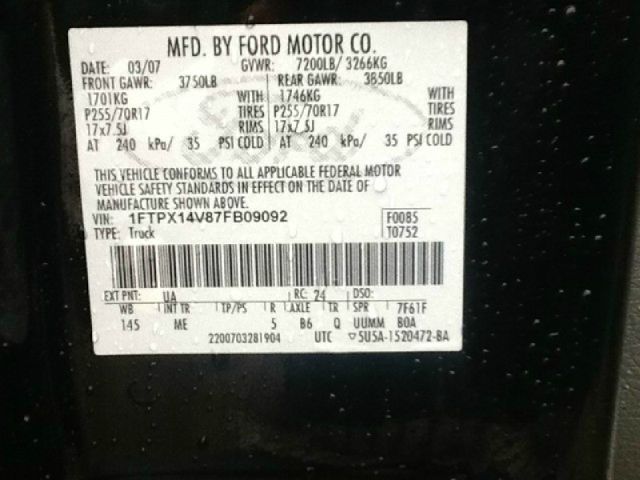 MFD. BY FORD MOTOR CO.
DATE: 03/07 GVWR: 7200LB/ 3266KG
FRONT GAWR: 3750LB REAR GAWR: 3850LB
1701KG WITH 1746KG WITH
P255/70R17 TIRES P255/70R17 TIRES
17x7.5J RIMS 17x7.5J RIMS
AT 240 kPa/ 35 PSI COLD AT 240 kPa/ 35 PSI COLD
THIS VEHICLE CONFORMS TO ALL APPLICABLE FEDERAL MOTOR
VEHICLE SAFETY STANDARDS IN EFFECT ON THE DATE OF
MANUFACTURE SHOWN ABOVE.
VIN: 1FTPX14V87FB09092 F0085
TYPE: Truck T0752
EXT PNT: UA RC: 24 DSO:
WB INT TR TP/PS R AXLE TR SPR 7F61F
145 ME 5 B6 Q UUMM BOA
2200703281904 UTC ▽5U5A-1520472-BA